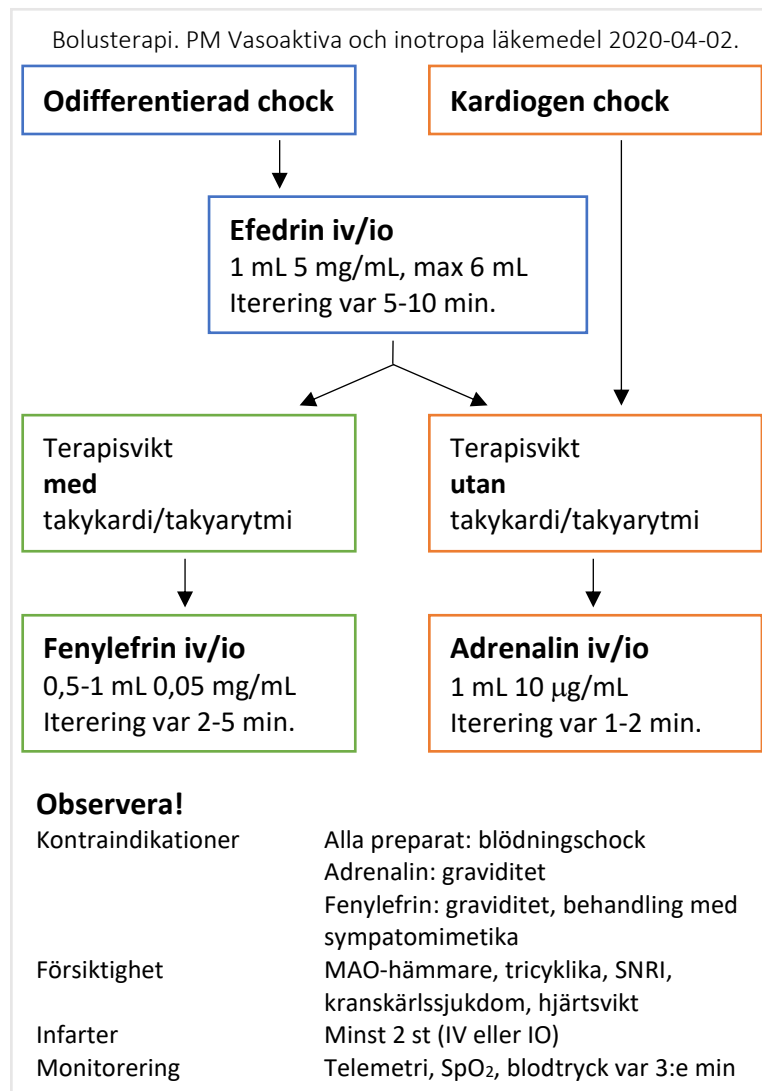 Bolusterapi. PM Vasoaktiva och inotropa läkemedel 2020-04-02.
Odifferentierad chock
Kardiogen chock
Efedrin iv/io
1 mL 5 mg/mL, max 6 mL
Iterering var 5-10 min.
Terapisvikt
med
takykardi/takyarytmi
Terapisvikt
utan
takykardi/takyarytmi
Fenylefrin iv/io
0,5-1 mL 0,05 mg/mL
Iterering var 2-5 min.
Adrenalin iv/io
1 mL 10 μg/mL
Iterering var 1-2 min.
Observera!
Kontraindikationer Alla preparat: blödningschock
Adrenalin: graviditet
Fenylefrin: graviditet, behandling med
sympatomimetika
Försiktighet MAO-hämmare, tricyklika, SNRI,
kranskärlssjukdom, hjärtsvikt
Infarter Minst 2 st (IV eller IO)
Monitorering Telemetri, SpO₂, blodtryck var 3:e min